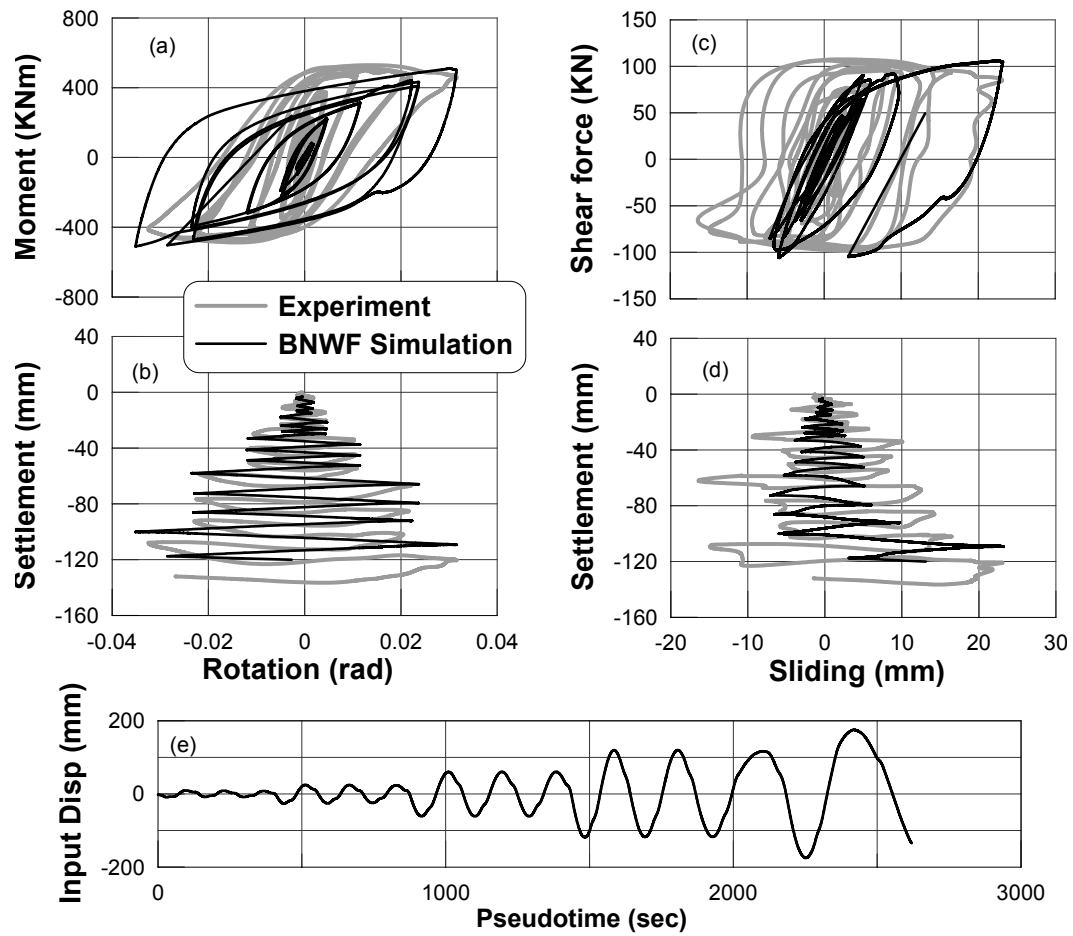 (a)
Moment (KNm)
800
400
0
-400
-800
(c)
Shear force (KN)
150
100
50
0
-50
-100
-150
Experiment
BNWF Simulation
(b)
Settlement (mm)
40
0
-40
-80
-120
-160
-0.04 -0.02 0 0.02 0.04
Rotation (rad)
(d)
Settlement (mm)
40
0
-40
-80
-120
-160
-20 -10 0 10 20 30
Sliding (mm)
(e)
Input Disp (mm)
200
0
-200
0 1000 2000 3000
Pseudotime (sec)